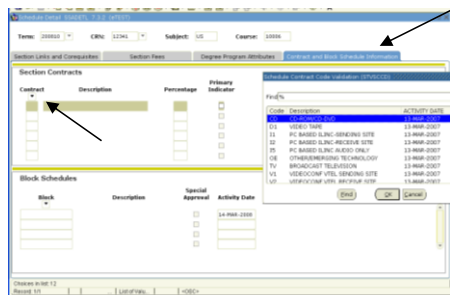 Schedule Detail SSADETL 7.3.2 (sTEST)
Term: 200810 CRN: 12341 Subject: Course:
Section Links and Corequisites Section Fees Degree Program Attributes Contract and Block Schedule Information
Section Contracts
Contract Description Percentage Primary Indicator
Schedule Contract Code Validation (STVSCCD)
Find %
Code Description ACTIVITY DATE
CD CD-ROM/CD-DVD 13-MAR-2007
D1 VIDEO TAPE 13-MAR-2007
31 PC BASED ILINC-SENDING SITE 13-MAR-2007
32 PC BASED ILINC-RECEIVE SITE 13-MAR-2007
35 PC BASED ILINC AUDIO ONLY 13-MAR-2007
OE OTHER/EMERGING TECHNOLOGY 13-MAR-2007
TV BROADCAST TELEVISION 13-MAR-2007
V1 VIDEOCONF VTEL SENDING SITE 13-MAR-2007
V2 VIDEOCONF VTEL RECEIVE SITE 13-MAR-2007
Find OK Cancel
Block Schedules
Block Description Special Approval Activity Date
14-MAR-2008
Choices in list 12
Record: 1/1 ... List of Valu... <OSC>